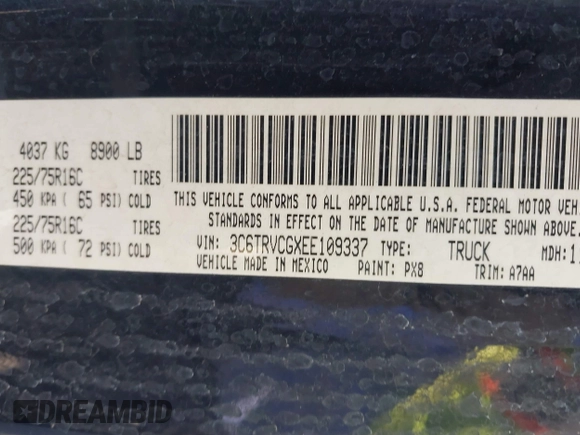 4037 KG 8900 LB
225/75R16C TIRES
450 KPA ( 65 PSI) COLD
225/75R16C TIRES
500 KPA ( 72 PSI) COLD
THIS VEHICLE CONFORMS TO ALL APPLICABLE U.S.A. FEDERAL MOTOR VEHI
STANDARDS IN EFFECT ON THE DATE OF MANUFACTURE SHOWN ABOVE.
VIN: 3C6TRVCGXEE109337 TYPE: TRUCK MDH:
VEHICLE MADE IN MEXICO PAINT: PX8 TRIM: A7AA
DREAMBID